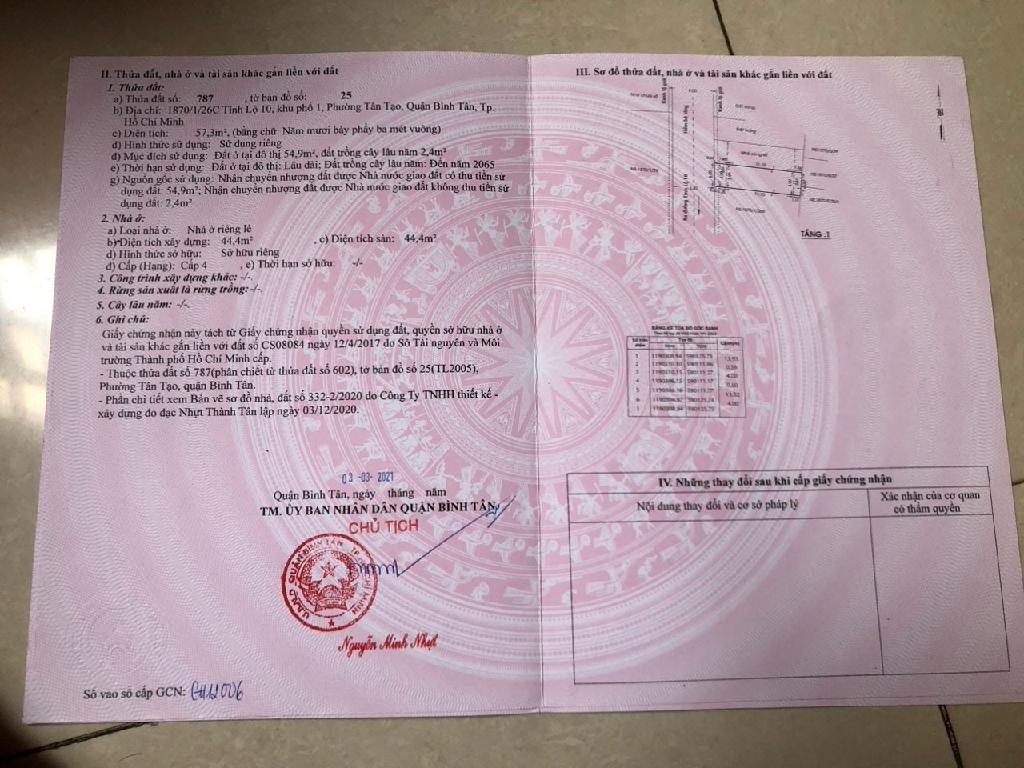 II. Thửa đất, nhà ở và tài sản khác gắn liền với đất
1. Thửa đất:
a) Thửa đất số: 787 , tờ bản đồ số: 25
b) Địa chỉ: 1870/1/26C Tỉnh Lộ 10, khu phố 1, Phường Tân Tạo, Quận Bình Tân, Tp.
Hồ Chí Minh
c) Diện tích: 57,3m², (bằng chữ Năm mươi bảy phẩy ba mét vuông)
d) Hình thức sử dụng: Sử dụng riêng
đ) Mục đích sử dụng: Đất ở tại đô thị 54,9m², đất trồng cây lâu năm 2,4m²
e) Thời hạn sử dụng: Đất ở tại đô thị: Lâu dài; Đất trồng cây lâu năm: Đến năm 2065
g) Nguồn gốc sử dụng: Nhận chuyển nhượng đất được Nhà nước giao đất có thu tiền sử
dụng đất: 54,9m²; Nhận chuyển nhượng đất được Nhà nước giao đất không thu tiền sử
dụng đất: 2,4m²
2. Nhà ở:
a) Loại nhà ở: Nhà ở riêng lẻ
b) Diện tích xây dựng: 44,4m² , c) Diện tích sàn: 44,4m²
d) Hình thức sở hữu: Sở hữu riêng
đ) Cấp (Hạng): Cấp 4 , e) Thời hạn sở hữu: -/-
3. Công trình xây dựng khác: -/-
4. Rừng sản xuất là rừng trồng: -/-
5. Cây lâu năm: -/-
6. Ghi chú:
Giấy chứng nhận này tách từ Giấy chứng nhận quyền sử dụng đất, quyền sở hữu nhà ở
và tài sản khác gắn liền với đất số CS08084 ngày 12/4/2017 do Sở Tài nguyên và Môi
trường Thành phố Hồ Chí Minh cấp.
- Thuộc thửa đất số 787(phân chiết từ thửa đất số 602), tờ bản đồ số 25(TL2005),
Phường Tân Tạo, quận Bình Tân.
- Phần chi tiết xem Bản vẽ sơ đồ nhà, đất số 332-2/2020 do Công Ty TNHH thiết kế -
xây dựng đo đạc Nhựt Thành Tân lập ngày 03/12/2020.
03-03-2021
Quận Bình Tân, ngày tháng năm
TM. ỦY BAN NHÂN DÂN QUẬN BÌNH TÂN
CHỦ TỊCH
Nguyễn Minh Nhựt
Số vào sổ cấp GCN:
III. Sơ đồ thửa đất, nhà ở và tài sản khác gắn liền với đất
TẦNG .1
IV. Những thay đổi sau khi cấp giấy chứng nhận
Nội dung thay đổi và cơ sở pháp lý
Xác nhận của cơ quan
có thẩm quyền